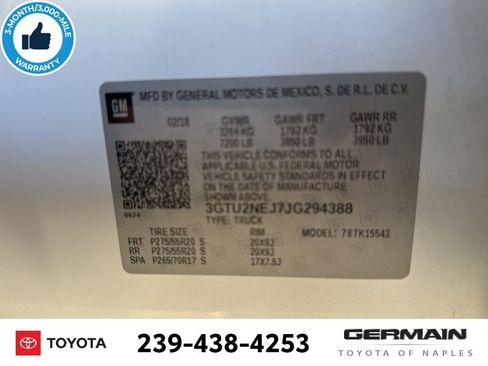 3-MONTH/3,000-MILE
WARRANTY
GM
MFD BY GENERAL MOTORS DE MEXICO, S. DE R.L. DE C.V.
02/18 GVWR GAWR FRT GAWR RR
3266 KG 1792 KG 1792 KG
7200 LB 3950 LB 3950 LB
THIS VEHICLE CONFORMS TO ALL
APPLICABLE U.S. FEDERAL MOTOR
VEHICLE SAFETY STANDARDS
IN EFFECT ON THE DATE OF
MANUFACTURE SHOWN ABOVE.
3GTU2NEJ7JG294388
TYPE: TRUCK
MODEL: 78TK15543
TIRE SIZE RIM
FRT P275/55R20 S 20X9J
RR P275/55R20 S 20X9J
SPA P265/70R17 S 17X7.5J
TOYOTA
239-438-4253
GERMAIN
TOYOTA OF NAPLES